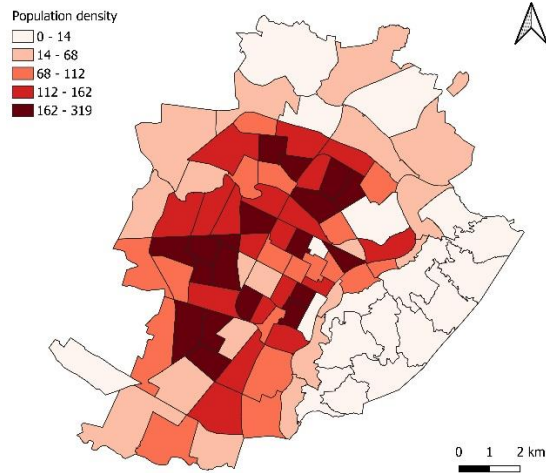 Population density
0 - 14
14 - 68
68 - 112
112 - 162
162 - 319
0 1 2 km